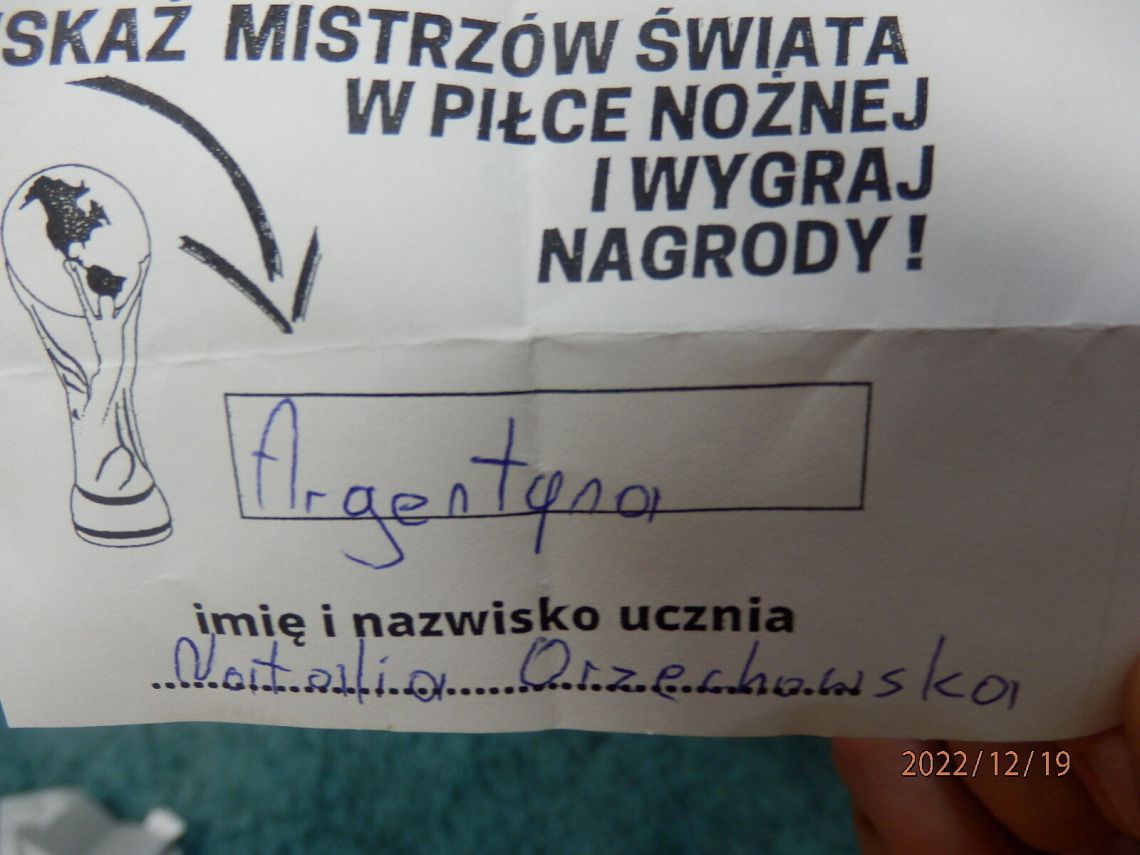 SKAŻ MISTRZÓW ŚWIATA
W PIŁCE NOŻNEJ
I WYGRAJ
NAGRODY!
Argentyna
imię i nazwisko ucznia
Natalia Orzechowska
2022/12/19